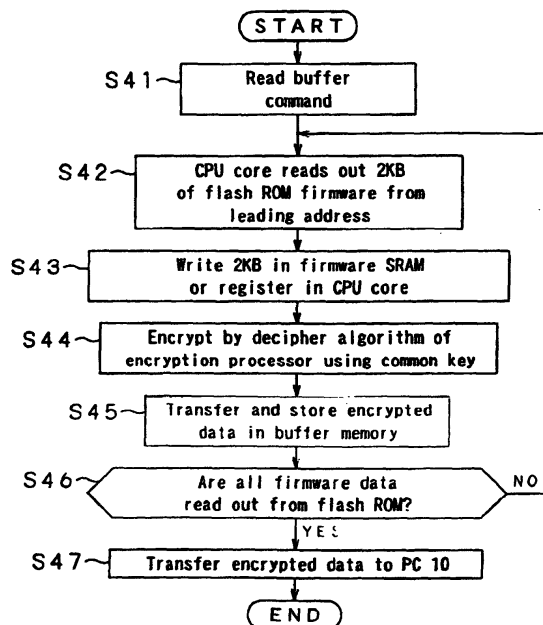 START
S41
Read buffer
command
S42
CPU core reads out 2KB
of flash ROM firmware from
leading address
S43
Write 2KB in firmware SRAM
or register in CPU core
S44
Encrypt by decipher algorithm of
encryption processor using common key
S45
Transfer and store encrypted
data in buffer memory
S46
Are all firmware data
read out from flash ROM?
NO
YES
S47
Transfer encrypted data to PC 10
END